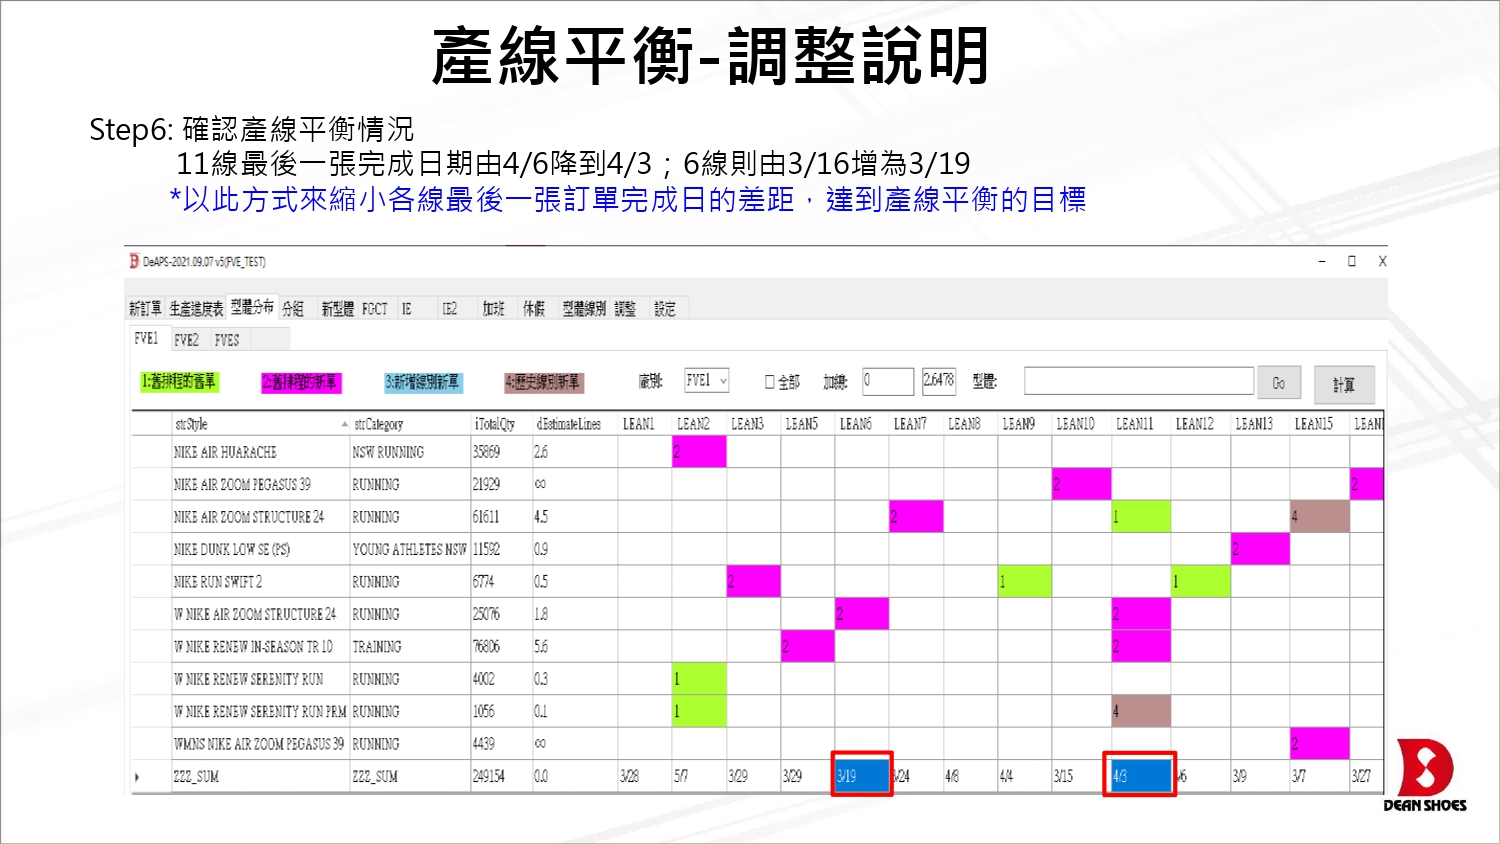 產線平衡-調整說明
Step6: 確認產線平衡情況
11線最後一張完成日期由4/6降到4/3；6線則由3/16增為3/19
*以此方式來縮小各線最後一張訂單完成日的差距，達到產線平衡的目標
DeAPS-2021.09.07 v5(FVE_TEST)
新訂單 生產進度表 型體分布 分組 新型體 FGCT IE IE2 加班 休假 型體線別 調整 設定
FVE1 FVE2 FVES
1:舊排程的舊單 2:舊排程的新單 3:新增線別新單 4:歷史線別新單 廠別: FVE1 全部 加總: 0 2.6478 型體: Go 計算
strStyle strCategory iTotalQty dEstimateLines LEAN1 LEAN2 LEAN3 LEAN5 LEAN6 LEAN7 LEAN8 LEAN9 LEAN10 LEAN11 LEAN12 LEAN13 LEAN15
NIKE AIR HUARACHE NSW RUNNING 35869 2.6 2
NIKE AIR ZOOM PEGASUS 39 RUNNING 21929 ∞ 2 2
NIKE AIR ZOOM STRUCTURE 24 RUNNING 61611 4.5 2 1 4
NIKE DUNK LOW SE (PS) YOUNG ATHLETES NSW 11592 0.9 2
NIKE RUN SWIFT 2 RUNNING 6774 0.5 2 1 1
W NIKE AIR ZOOM STRUCTURE 24 RUNNING 25076 1.8 2 2
W NIKE RENEW IN-SEASON TR 10 TRAINING 76806 5.6 2 2
W NIKE RENEW SERENITY RUN RUNNING 4002 0.3 1
W NIKE RENEW SERENITY RUN PRM RUNNING 1056 0.1 1 4
WMNS NIKE AIR ZOOM PEGASUS 39 RUNNING 4439 ∞ 2
ZZZ_SUM ZZZ_SUM 249154 0.0 3/28 5/7 3/29 3/29 3/19 3/24 4/8 4/4 3/15 4/3 /6 3/9 3/7 3/27
DEAN SHOES